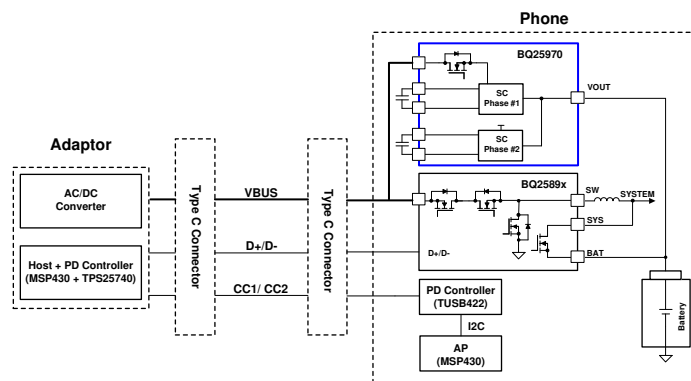 Phone
BQ25970
SC
Phase #1
VOUT
SC
Phase #2
Adaptor
AC/DC
Converter
Host + PD Controller
(MSP430 + TPS25740)
Type C Connector
VBUS
D+/D-
CC1/ CC2
Type C Connector
BQ2589x
SW
SYSTEM
SYS
D+/D-
BAT
PD Controller
(TUSB422)
I2C
AP
(MSP430)
Battery